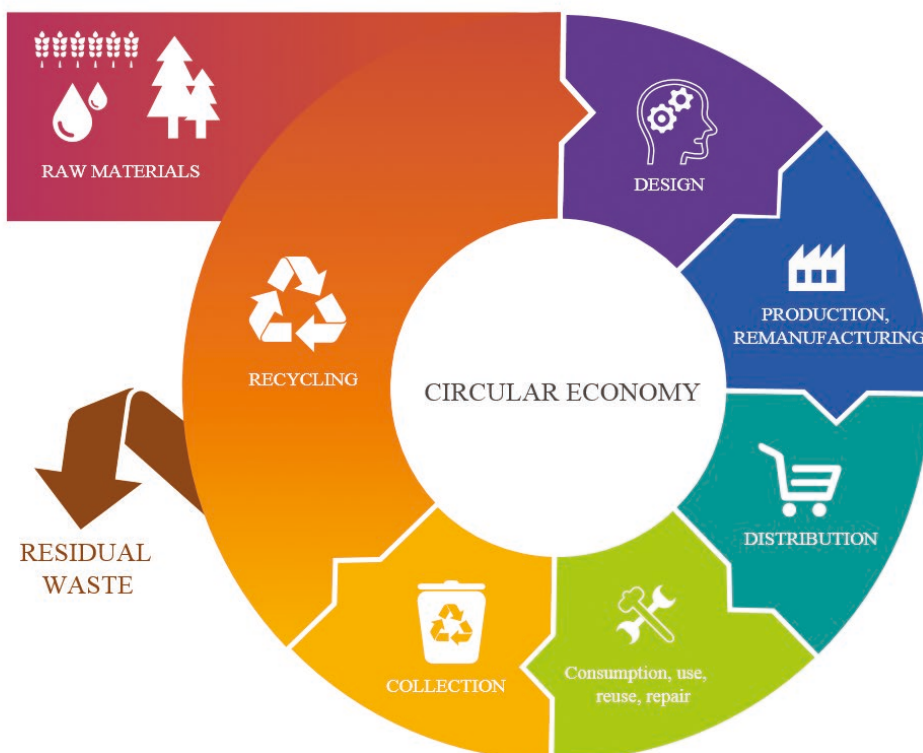 RAW MATERIALS
DESIGN
PRODUCTION,
REMANUFACTURING
DISTRIBUTION
Consumption, use,
reuse, repair
COLLECTION
RECYCLING
RESIDUAL
WASTE
CIRCULAR ECONOMY